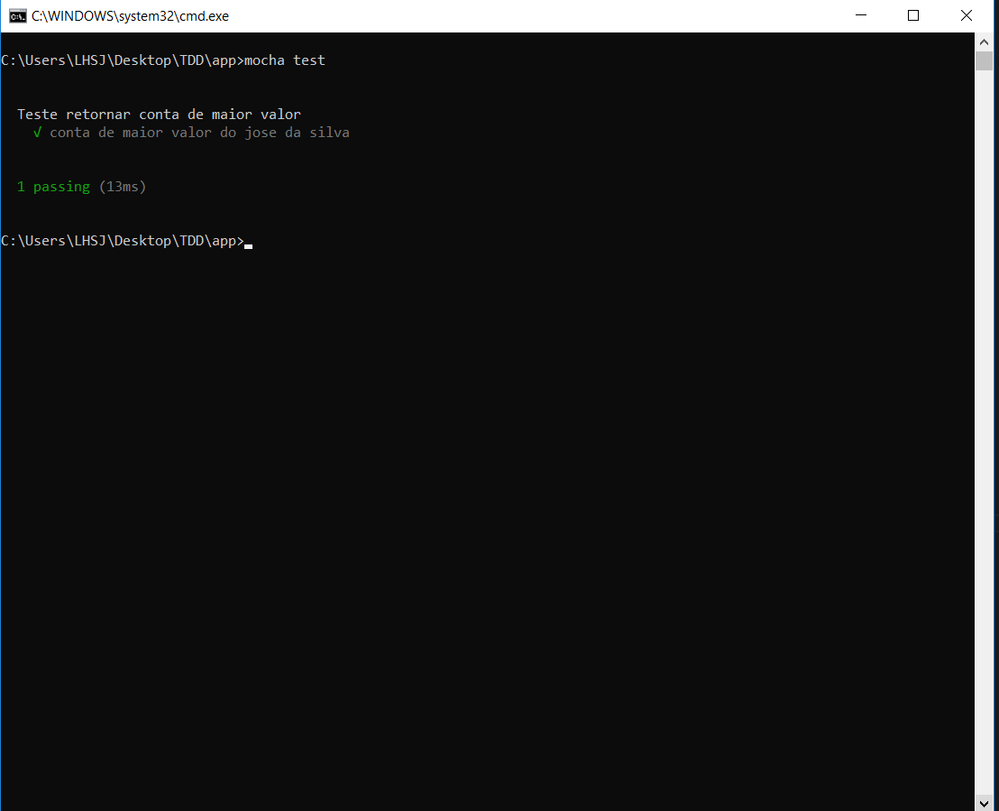 C:\WINDOWS\system32\cmd.exe
C:\Users\LHSJ\Desktop\TDD\app>mocha test
Teste retornar conta de maior valor
√ conta de maior valor do jose da silva
1 passing (13ms)
C:\Users\LHSJ\Desktop\TDD\app>